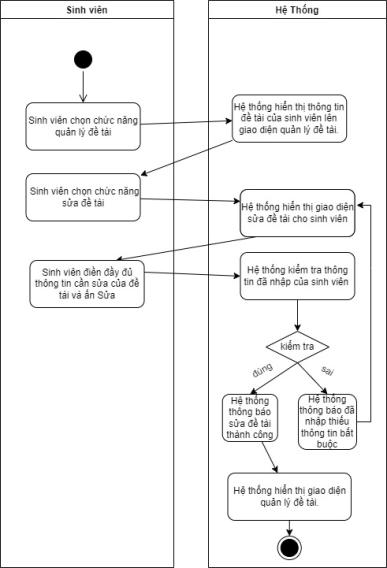 Sinh viên
Hệ Thống
Sinh viên chọn chức năng
quản lý đề tài
Hệ thống hiển thị thông tin
đề tài của sinh viên lên
giao diện quản lý đề tài.
Sinh viên chọn chức năng
sửa đề tài
Hệ thống hiển thị giao diện
sửa đề tài cho sinh viên
Sinh viên điền đầy đủ
thông tin cần sửa của đề
tài và ấn Sửa
Hệ thống kiểm tra thông
tin đã nhập của sinh viên
kiểm tra
đúng
sai
Hệ thống
thông báo
sửa đề tài
thành công
Hệ thống
thông báo đã
nhập thiếu
thông tin bắt
buộc
Hệ thống hiển thị giao diện
quản lý đề tài.